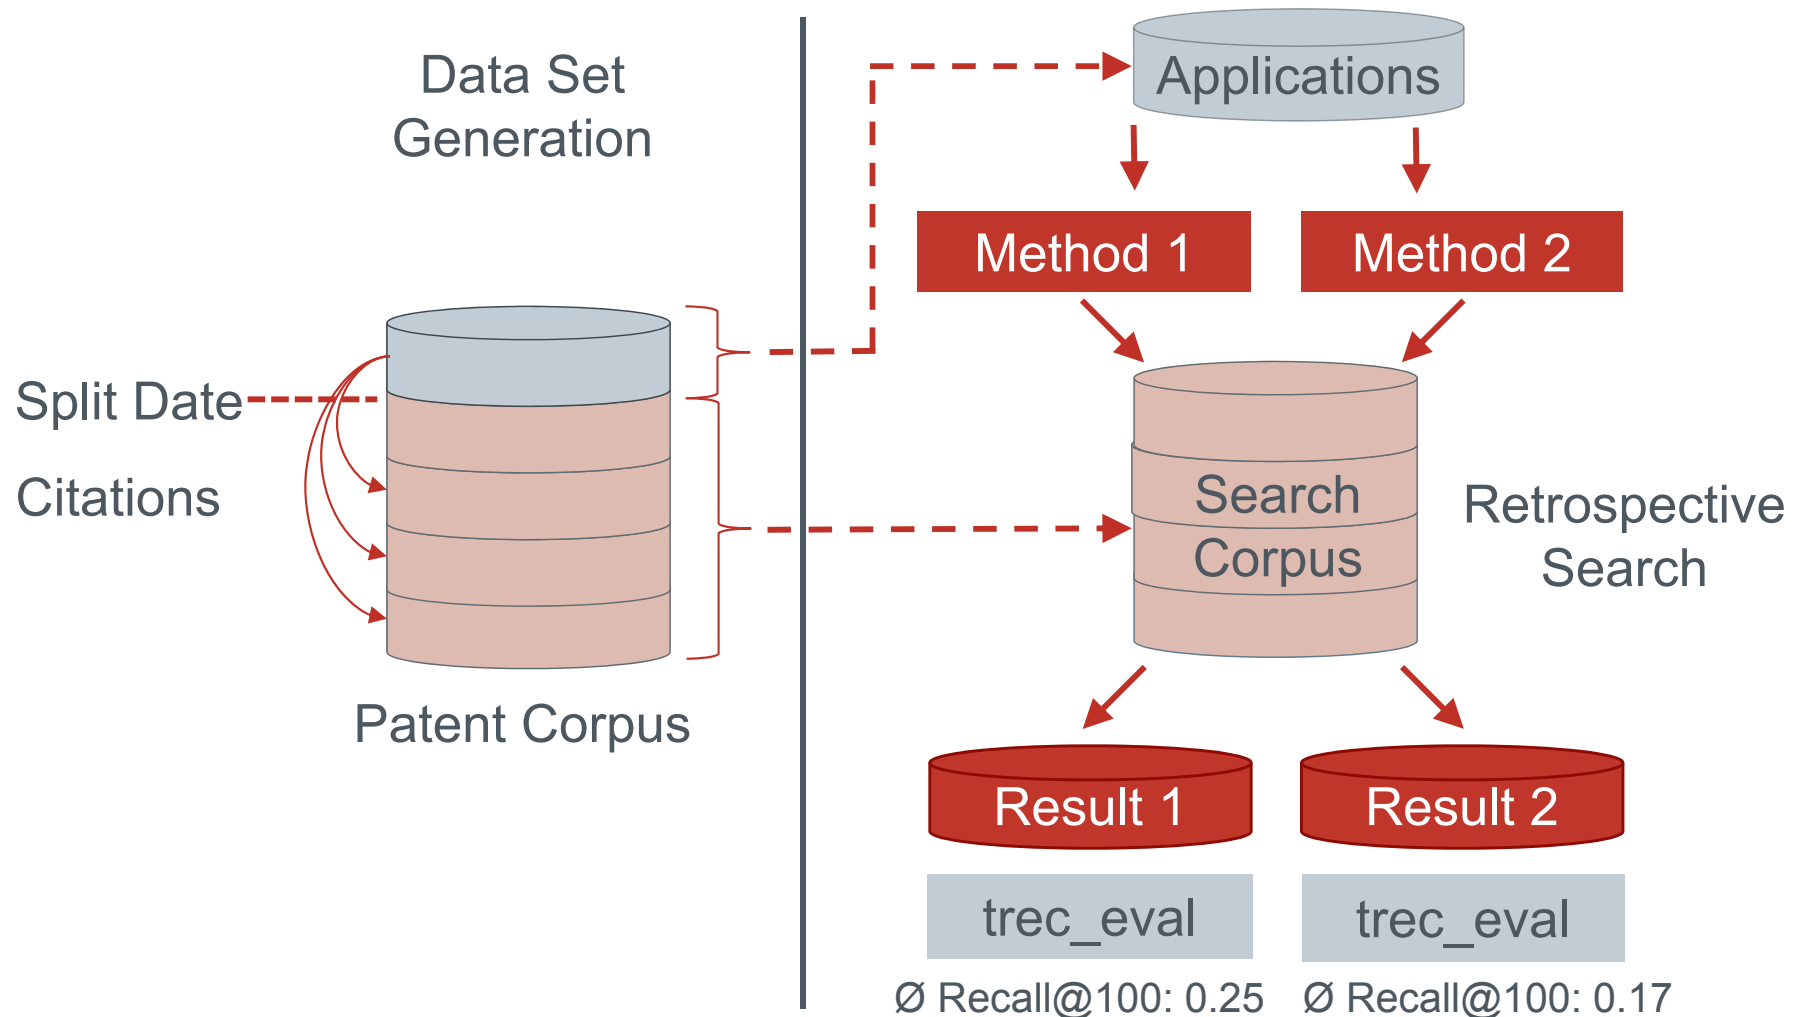 Data Set
Generation
Split Date
Citations
Patent Corpus
Applications
Method 1
Method 2
Search
Corpus
Retrospective
Search
Result 1
Result 2
trec_eval
trec_eval
Ø Recall@100: 0.25
Ø Recall@100: 0.17